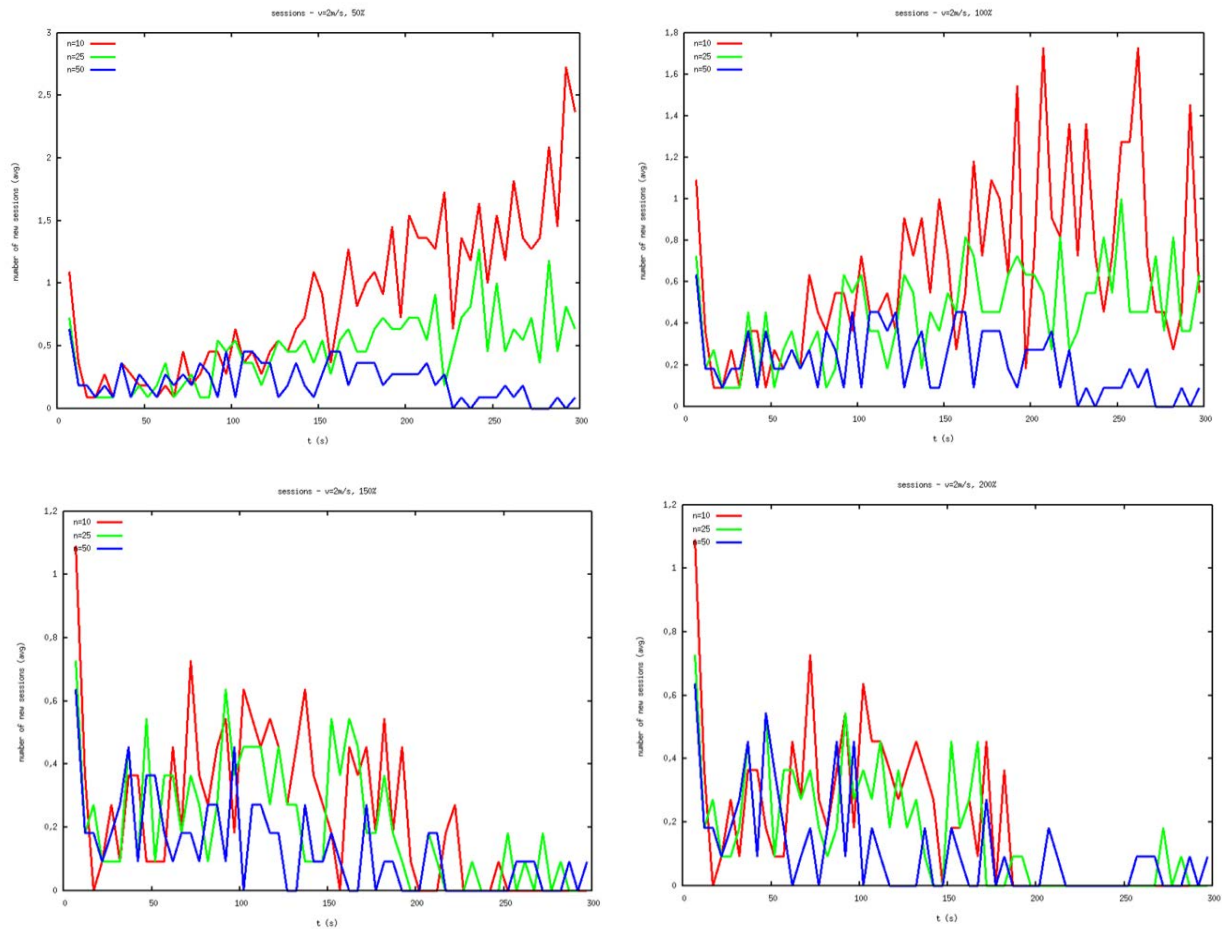 sessions - v=2m/s, 50%
3
2,5
2
1,5
1
0,5
0
number of new sessions (avg)
n=10
n=25
n=50
0 50 100 150 200 250 300
t (s)
sessions - v=2m/s, 100%
1,8
1,6
1,4
1,2
1
0,8
0,6
0,4
0,2
0
number of new sessions (avg)
n=10
n=25
n=50
0 50 100 150 200 250 300
t (s)
sessions - v=2m/s, 150%
1,2
1
0,8
0,6
0,4
0,2
0
number of new sessions (avg)
n=10
n=25
n=50
0 50 100 150 200 250 300
t (s)
sessions - v=2m/s, 200%
1,2
1
0,8
0,6
0,4
0,2
0
number of new sessions (avg)
n=10
n=25
n=50
0 50 100 150 200 250 300
t (s)